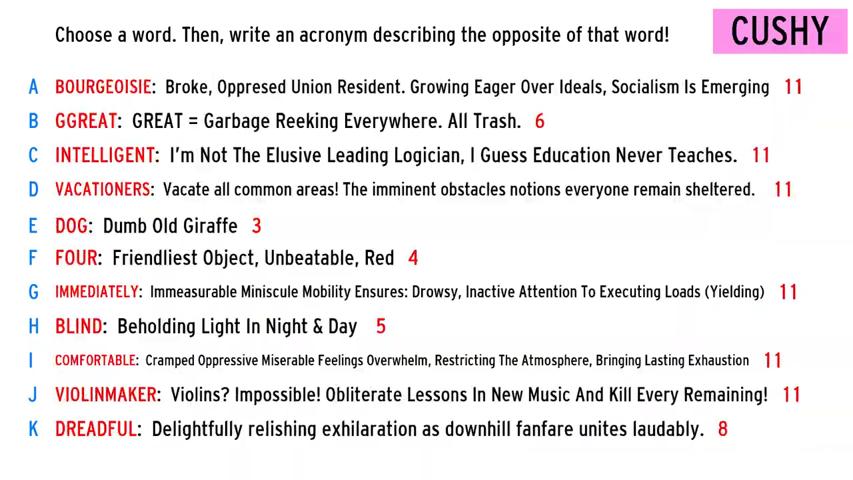 Choose a word. Then, write an acronym describing the opposite of that word!
CUSHY
A BOURGEOISIE: Broke, Oppresed Union Resident. Growing Eager Over Ideals, Socialism Is Emerging 11
B GGREAT: GREAT = Garbage Reeking Everywhere. All Trash. 6
C INTELLIGENT: I'm Not The Elusive Leading Logician, I Guess Education Never Teaches. 11
D VACATIONERS: Vacate all common areas! The imminent obstacles notions everyone remain sheltered. 11
E DOG: Dumb Old Giraffe 3
F FOUR: Friendliest Object, Unbeatable, Red 4
G IMMEDIATELY: Immeasurable Miniscule Mobility Ensures: Drowsy, Inactive Attention To Executing Loads (Yielding) 11
H BLIND: Beholding Light In Night & Day 5
I COMFORTABLE: Cramped Oppressive Miserable Feelings Overwhelm, Restricting The Atmosphere, Bringing Lasting Exhaustion 11
J VIOLINMAKER: Violins? Impossible! Obliterate Lessons In New Music And Kill Every Remaining! 11
K DREADFUL: Delightfully relishing exhilaration as downhill fanfare unites laudably. 8